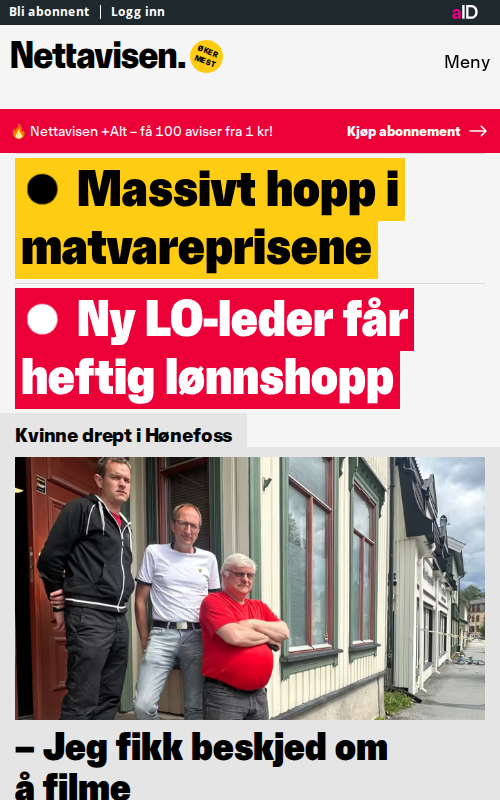 Bli abonnent | Logg inn
aID
Nettavisen.
ØKER
MEST
Meny
🔥 Nettavisen +Alt – få 100 aviser fra 1 kr!
Kjøp abonnement →
Massivt hopp i
matvareprisene
Ny LO-leder får
heftig lønnshopp
Kvinne drept i Hønefoss
– Jeg fikk beskjed om
å filme